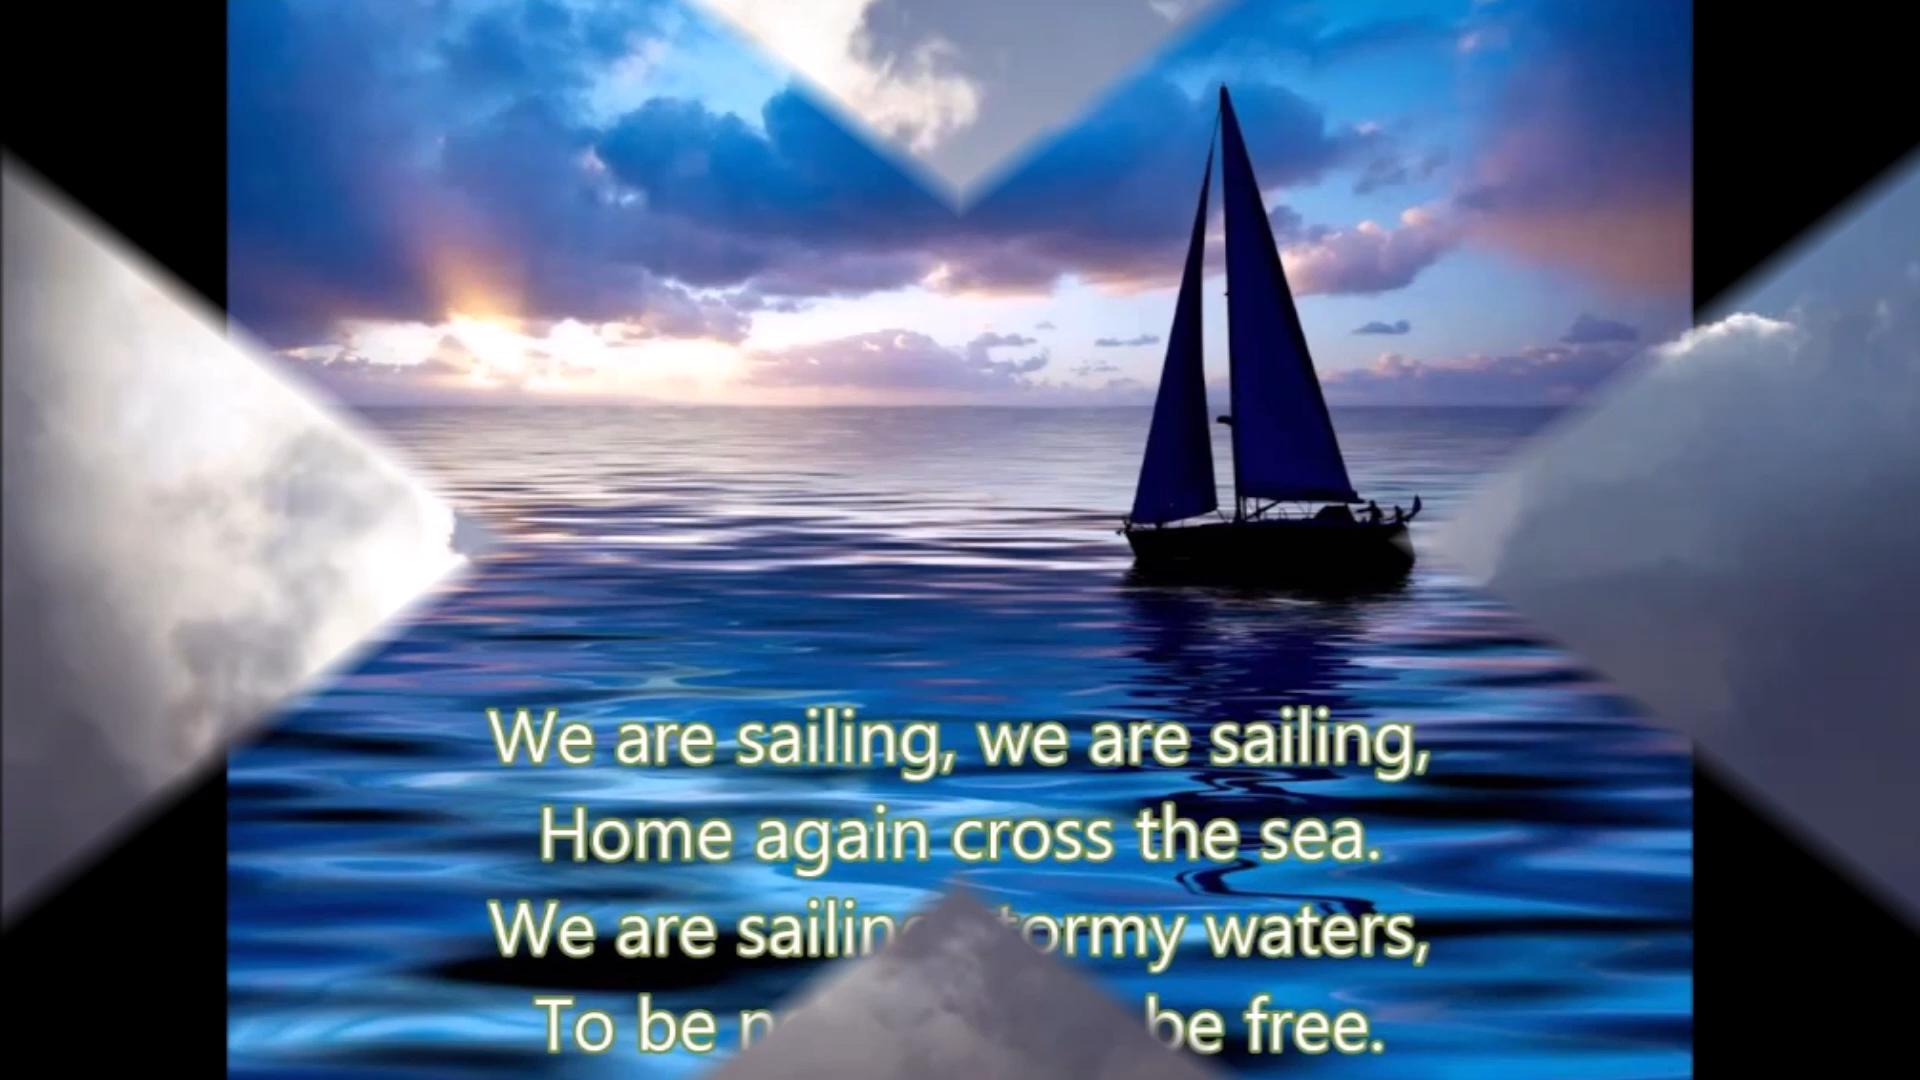 We are sailing, we are sailing,
Home again cross the sea.
We are sailing stormy waters,
To be be free.